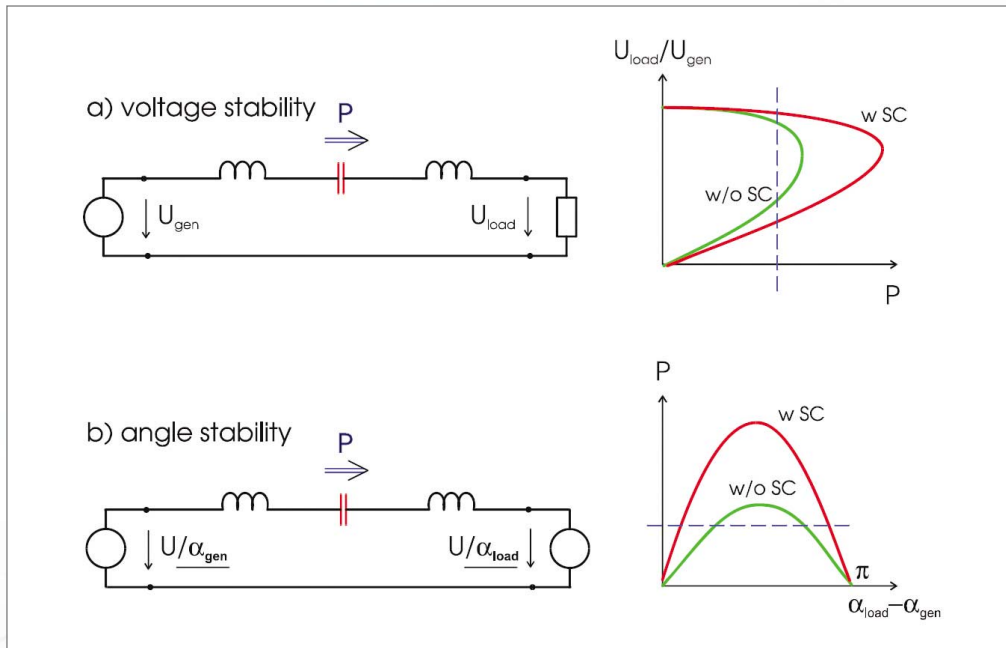 U_load/U_gen
a) voltage stability
P
w SC
w/o SC
U_gen
U_load
P
P
b) angle stability
P
w SC
w/o SC
U/α_gen
U/α_load
π
α_load–α_gen